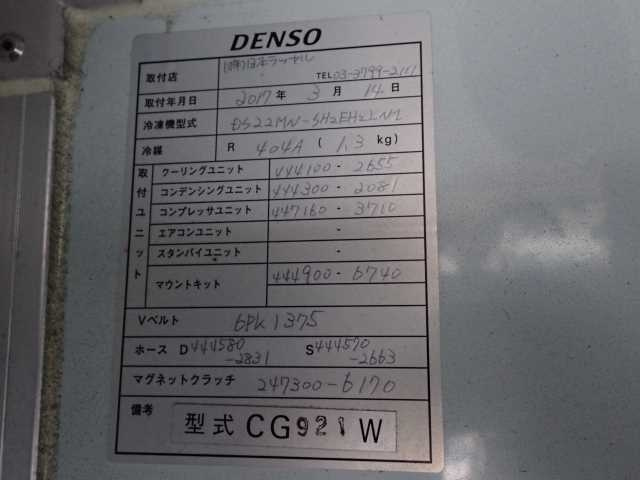 DENSO
取付店 (株)日本ラッセル TEL 03-3799-2111
取付年月日 2017 年 3 月 14 日
冷凍機型式 DS22MN-SH2EH2LN2
冷媒 R 404A ( 1.3 kg)
取付ユニット
クーリングユニット 444100 - 2655
コンデンシングユニット 444300 - 2081
コンプレッサユニット 447160 - 3710
エアコンユニット -
スタンバイユニット -
マウントキット 444900 - 6740
Vベルト 6PK1375
ホース D 444580-2831 S 444570-2663
マグネットクラッチ 247300-6170
備考 型式 CG921W